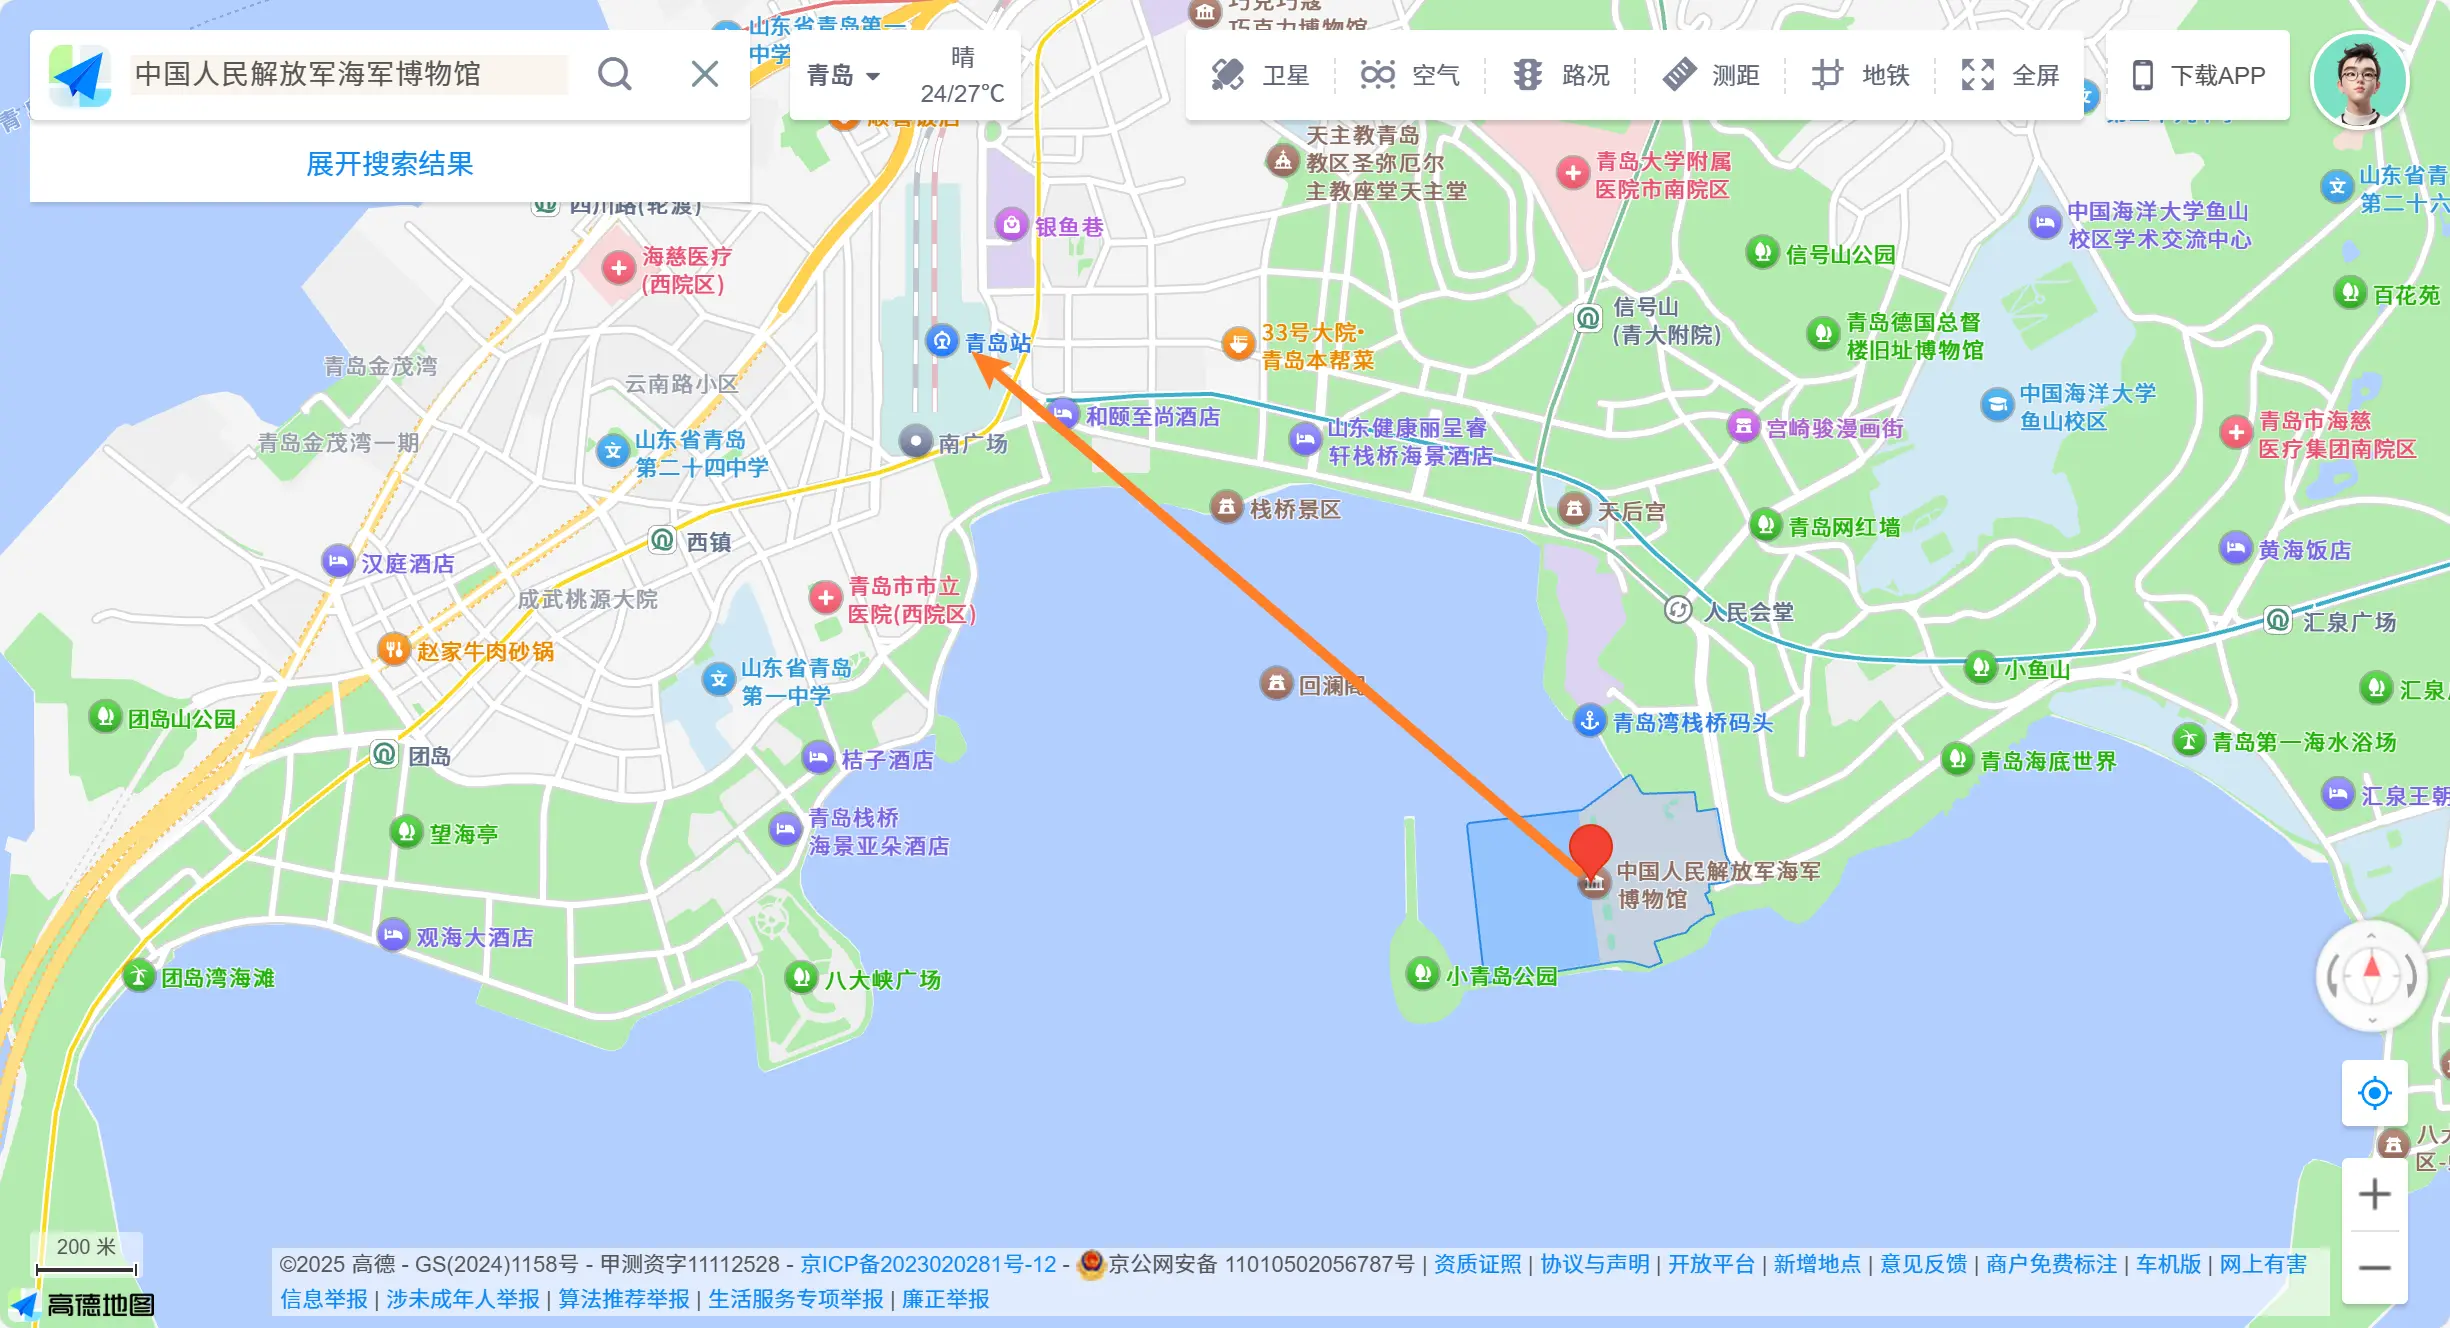 巧克巧蔻
巧克力博物馆
山东省青岛第一
中学
中国人民解放军海军博物馆
青岛
晴
24/27℃
卫星
空气
路况
测距
地铁
全屏
下载APP
展开搜索结果
四川路(轮渡)
海慈医疗
(西院区)
银鱼巷
天主教青岛
教区圣弥厄尔
主教座堂天主堂
青岛大学附属
医院市南院区
山东省青
第二十六
中国海洋大学鱼山
校区学术交流中心
信号山公园
百花苑
信号山
(青大附院)
青岛德国总督
楼旧址博物馆
青岛站
33号大院·
青岛本帮菜
青岛金茂湾
云南路小区
中国海洋大学
鱼山校区
和颐至尚酒店
山东健康丽呈睿
轩栈桥海景酒店
宫崎骏漫画街
青岛市海慈
医疗集团南院区
青岛金茂湾一期
山东省青岛
第二十四中学
南广场
栈桥景区
天后宫
青岛网红墙
西镇
汉庭酒店
黄海饭店
成武桃源大院
青岛市市立
医院(西院区)
人民会堂
汇泉广场
赵家牛肉砂锅
山东省青岛
第一中学
回澜阁
小鱼山
汇泉
团岛山公园
青岛湾栈桥码头
青岛第一海水浴场
团岛
桔子酒店
青岛海底世界
汇泉王朝
青岛栈桥
海景亚朵酒店
望海亭
中国人民解放军海军
博物馆
观海大酒店
团岛湾海滩
八大峡广场
小青岛公园
八大
区-
200 米
高德地图
©2025 高德 - GS(2024)1158号 - 甲测资字11112528 - 京ICP备2023020281号-12 - 京公网安备 11010502056787号 | 资质证照 | 协议与声明 | 开放平台 | 新增地点 | 意见反馈 | 商户免费标注 | 车机版 | 网上有害
信息举报 | 涉未成年人举报 | 算法推荐举报 | 生活服务专项举报 | 廉正举报